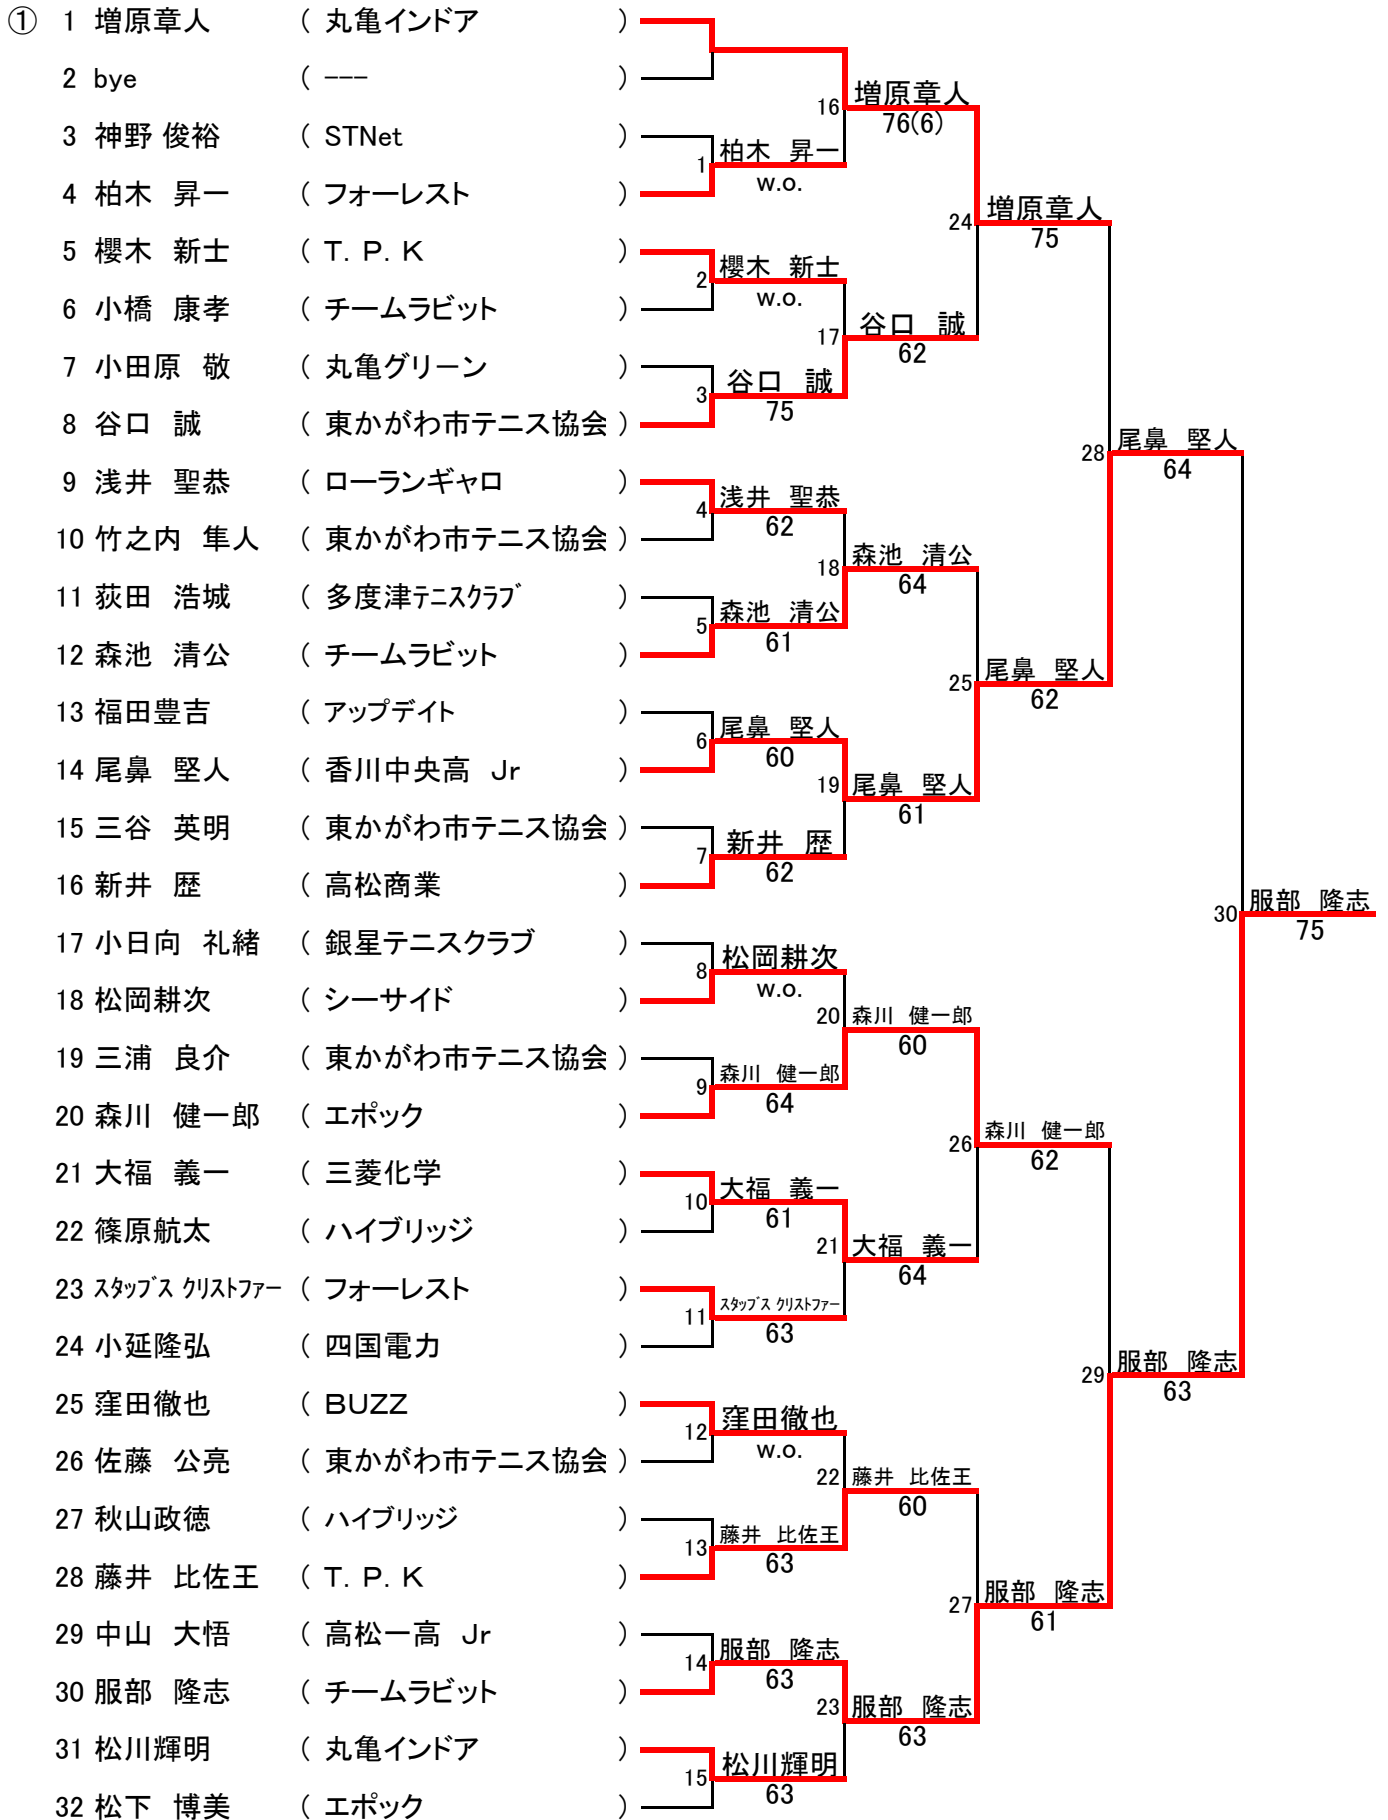 ① 1 増原章人 ( 丸亀インドア )
2 bye ( --- )
16 増原章人
76(6)
3 神野 俊裕 ( STNet )
1 柏木 昇一
w.o.
4 柏木 昇一 ( フォーレスト )
24 増原章人
75
5 櫻木 新士 ( T．P．K )
2 櫻木 新士
w.o.
6 小橋 康孝 ( チームラビット )
17 谷口 誠
62
7 小田原 敬 ( 丸亀グリーン )
3 谷口 誠
75
8 谷口 誠 ( 東かがわ市テニス協会 )
28 尾鼻 堅人
64
9 浅井 聖恭 ( ローランギャロ )
4 浅井 聖恭
62
10 竹之内 隼人 ( 東かがわ市テニス協会 )
18 森池 清公
64
11 荻田 浩城 ( 多度津ﾃﾆｽｸﾗﾌﾞ )
5 森池 清公
61
12 森池 清公 ( チームラビット )
25 尾鼻 堅人
62
13 福田豊吉 ( アップデイト )
6 尾鼻 堅人
60
14 尾鼻 堅人 ( 香川中央高 Jr )
19 尾鼻 堅人
61
15 三谷 英明 ( 東かがわ市テニス協会 )
7 新井 歴
62
16 新井 歴 ( 高松商業 )
30 服部 隆志
75
17 小日向 礼緒 ( 銀星テニスクラブ )
8 松岡耕次
w.o.
18 松岡耕次 ( シーサイド )
20 森川 健一郎
60
19 三浦 良介 ( 東かがわ市テニス協会 )
9 森川 健一郎
64
20 森川 健一郎 ( エポック )
26 森川 健一郎
62
21 大福 義一 ( 三菱化学 )
10 大福 義一
61
22 篠原航太 ( ハイブリッジ )
21 大福 義一
64
23 ｽﾀｯﾌﾞｽ ｸﾘｽﾄﾌｧｰ ( フォーレスト )
11 ｽﾀｯﾌﾞｽ ｸﾘｽﾄﾌｧｰ
63
24 小延隆弘 ( 四国電力 )
29 服部 隆志
63
25 窪田徹也 ( BUZZ )
12 窪田徹也
w.o.
26 佐藤 公亮 ( 東かがわ市テニス協会 )
22 藤井 比佐王
60
27 秋山政徳 ( ハイブリッジ )
13 藤井 比佐王
63
28 藤井 比佐王 ( T．P．K )
27 服部 隆志
61
29 中山 大悟 ( 高松一高 Jr )
14 服部 隆志
63
30 服部 隆志 ( チームラビット )
23 服部 隆志
63
31 松川輝明 ( 丸亀インドア )
15 松川輝明
63
32 松下 博美 ( エポック )